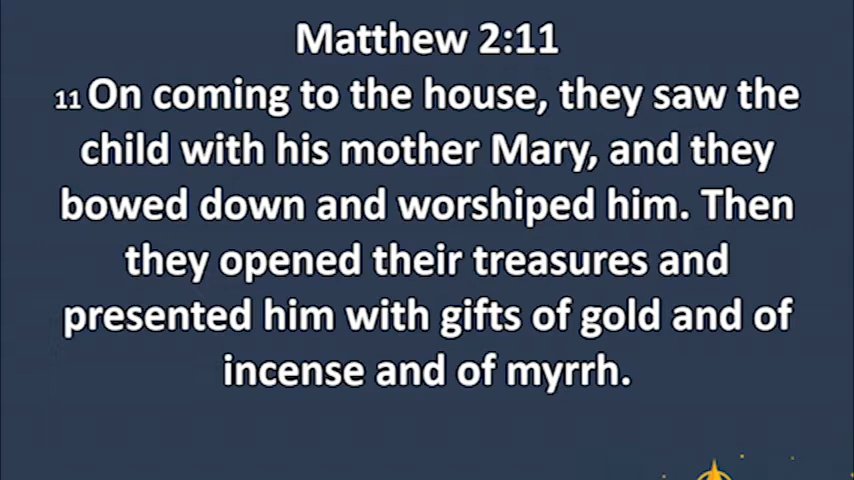 Matthew 2:11
11 On coming to the house, they saw the
child with his mother Mary, and they
bowed down and worshiped him. Then
they opened their treasures and
presented him with gifts of gold and of
incense and of myrrh.